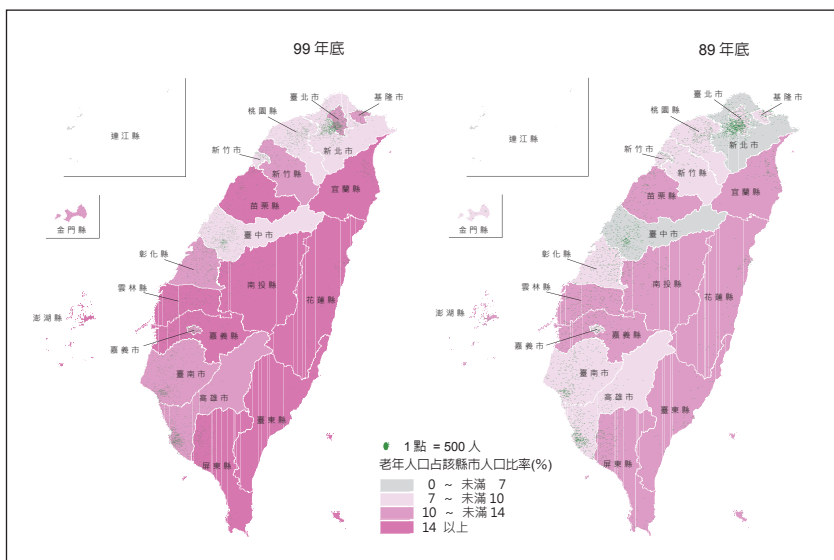 99 年底
臺北市
基隆市
桃園縣
連江縣
新竹市
新北市
新竹縣
宜蘭縣
苗栗縣
金門縣
臺中市
彰化縣
雲林縣
南投縣
花蓮縣
澎湖縣
嘉義縣
嘉義市
臺南市
高雄市
臺東縣
屏東縣
89 年底
臺北市
基隆市
桃園縣
連江縣
新竹市
新北市
新竹縣
宜蘭縣
苗栗縣
金門縣
臺中市
彰化縣
雲林縣
南投縣
花蓮縣
澎湖縣
嘉義縣
嘉義市
臺南市
高雄市
臺東縣
屏東縣
1 點 = 500 人
老年人口占該縣市人口比率(%)
0 ~ 未滿 7
7 ~ 未滿 10
10 ~ 未滿 14
14 以上